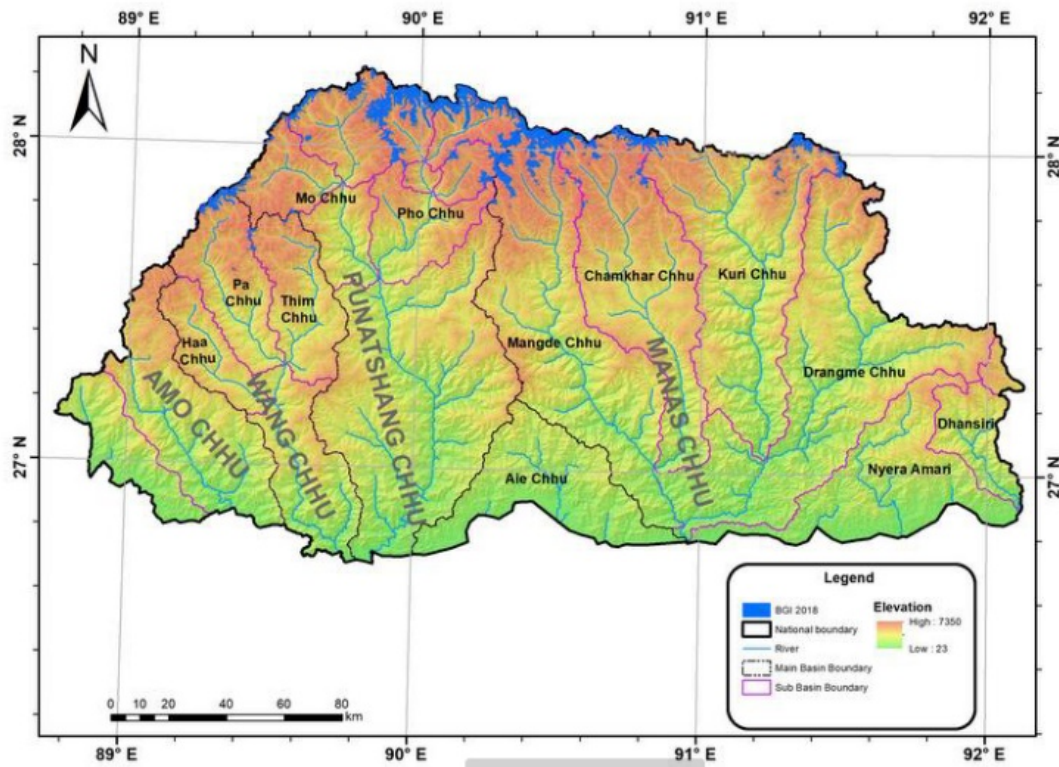 89° E 90° E 91° E 92° E
N
28° N
28° N
Mo Chhu
Pho Chhu
Pa
Chhu
Thim
Chhu
Haa
Chhu
Chamkhar Chhu
Kuri Chhu
Mangde Chhu
Drangme Chhu
AMO CHHU
WANG CHHU
PUNATSHANG CHHU
MANAS CHHU
Dhansiri
27° N
27° N
Aie Chhu
Nyera Amari
Legend
BGI 2018
National boundary
River
Main Basin Boundary
Sub Basin Boundary
Elevation
High : 7350
Low : 23
0 10 20 40 60 80
km
89° E 90° E 91° E 92° E